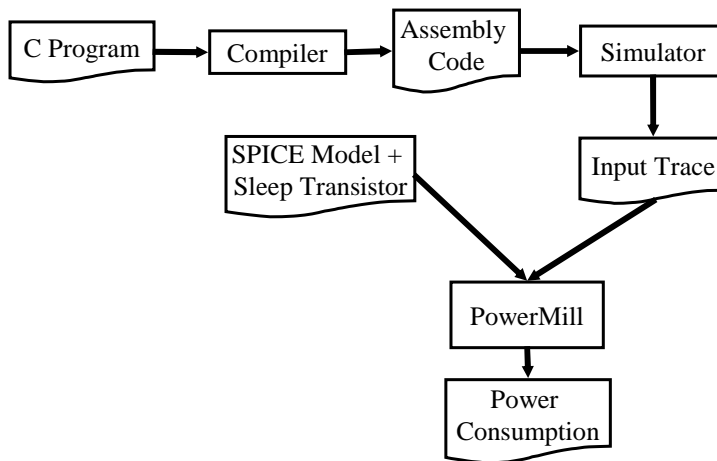 C Program
Compiler
Assembly
Code
Simulator
SPICE Model +
Sleep Transistor
Input Trace
PowerMill
Power
Consumption